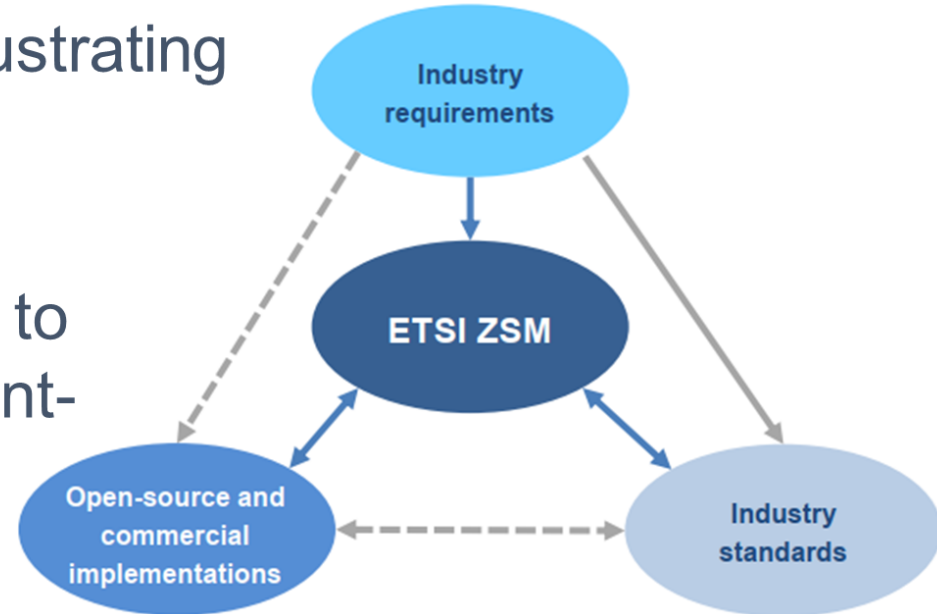 ustrating
Industry
requirements
to
ETSI ZSM
nt-
Open-source and
commercial
implementations
Industry
standards